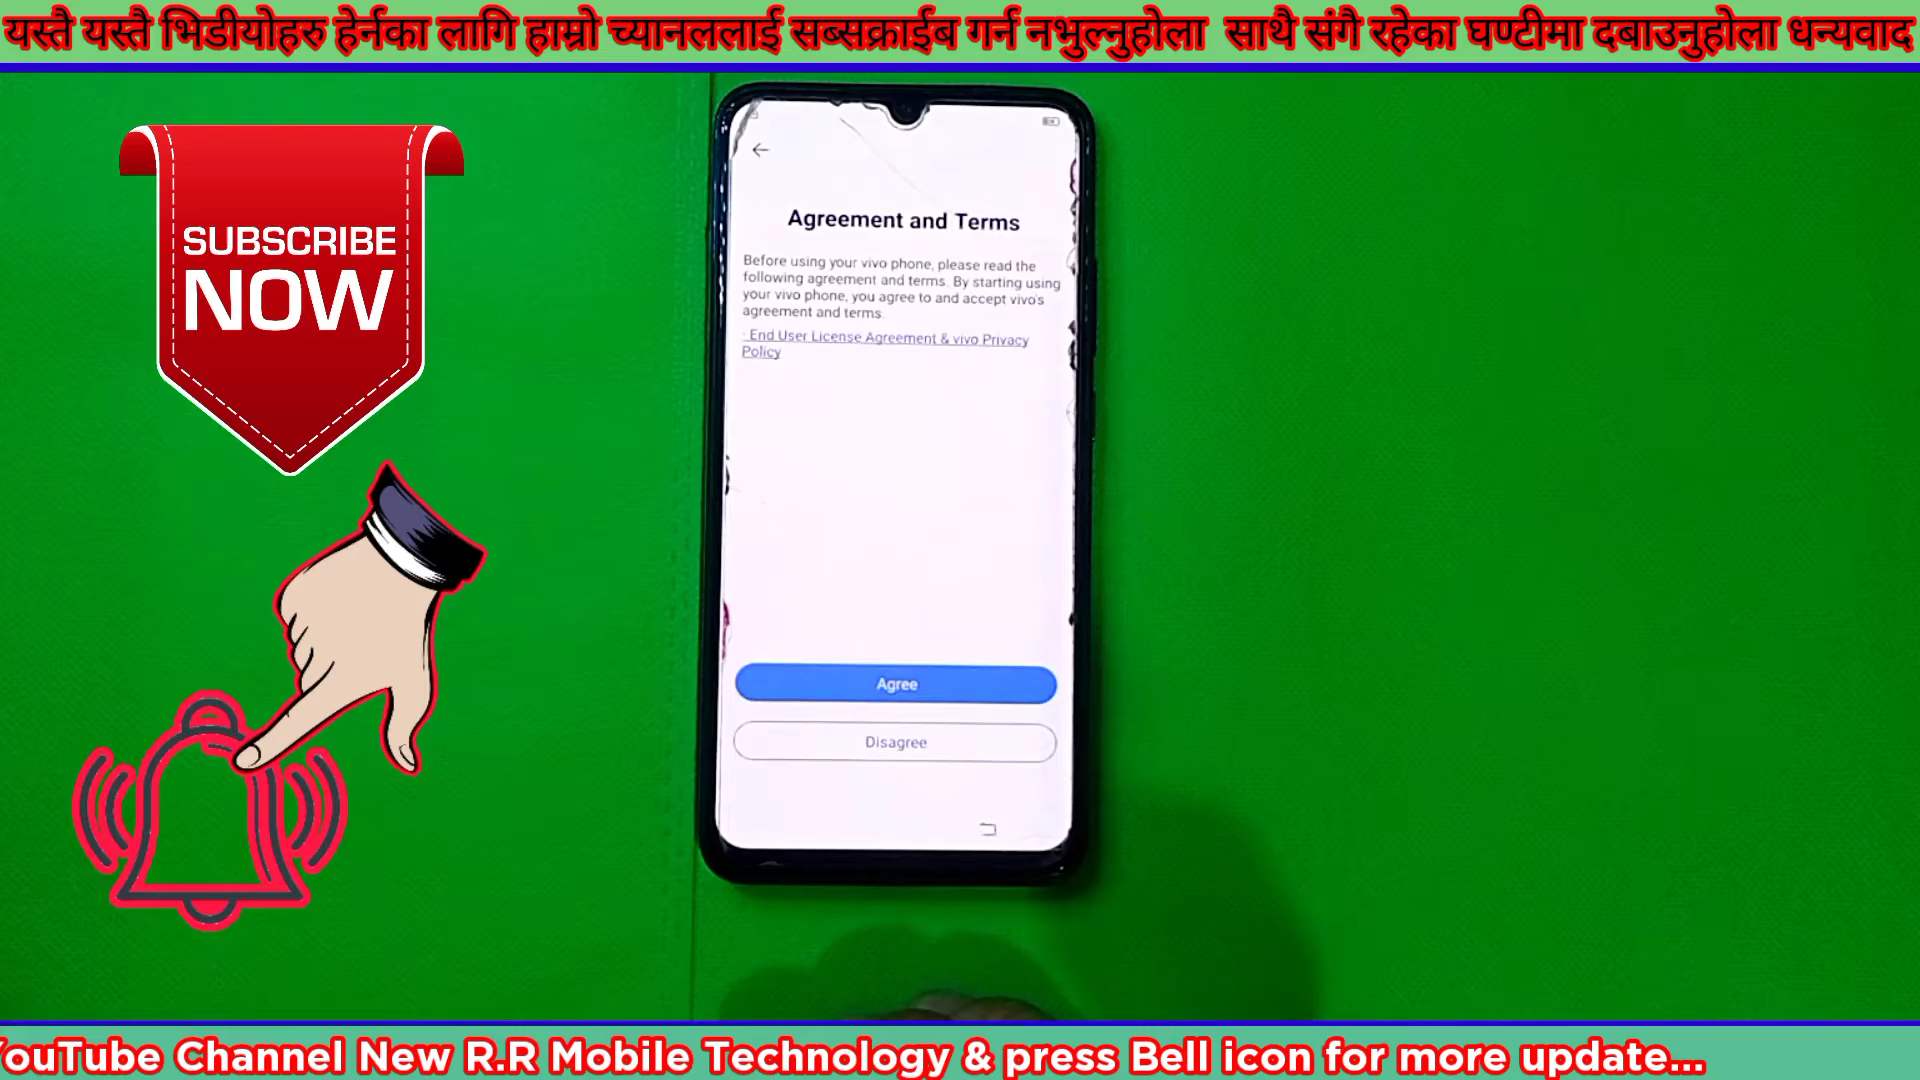 यस्तै यस्तै भिडीयोहरु हेर्नका लागि हाम्रो च्यानललाई सब्सक्राईब गर्न नभुल्नुहोला साथै संगै रहेका घण्टीमा दबाउनुहोला धन्यवाद
SUBSCRIBE
NOW
Agreement and Terms
Before using your vivo phone, please read the
following agreement and terms. By starting using
your vivo phone, you agree to and accept vivo's
agreement and terms.
· End User License Agreement & vivo Privacy
Policy
Agree
Disagree
YouTube Channel New R.R Mobile Technology & press Bell icon for more update...